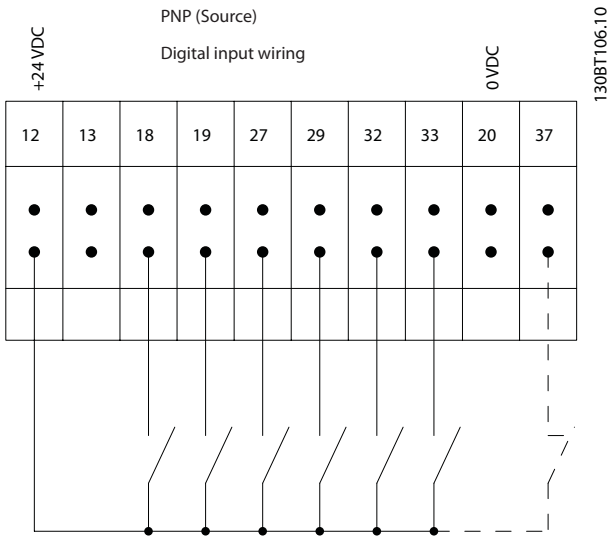 PNP (Source)
Digital input wiring
+24 VDC
0 VDC
130BT106.10
12 13 18 19 27 29 32 33 20 37